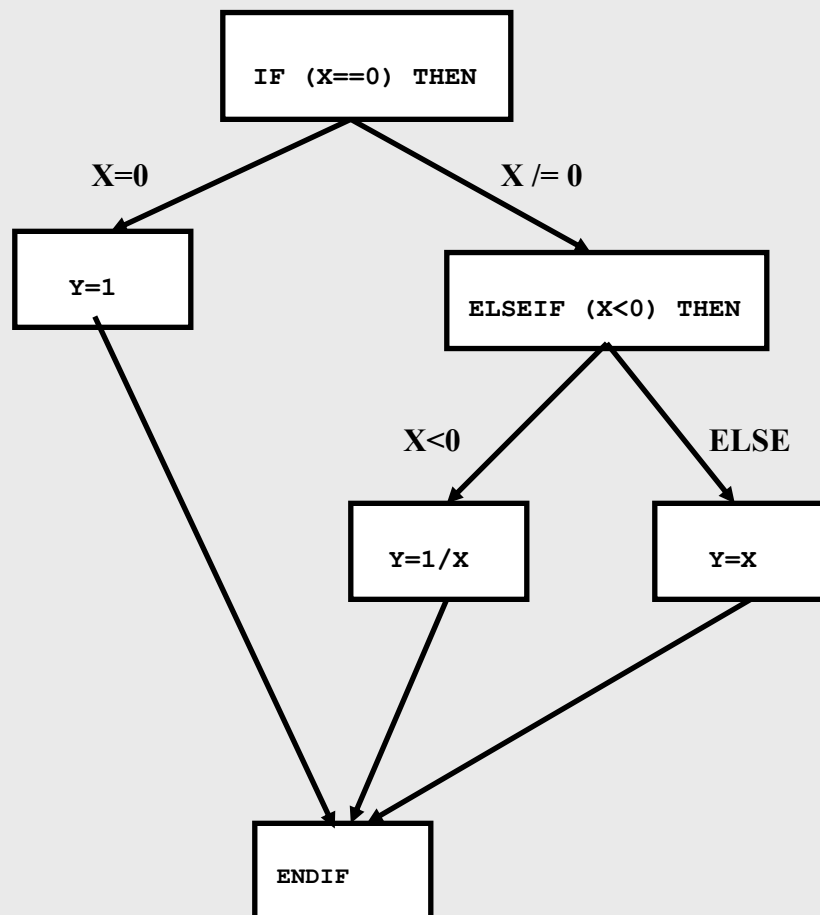 IF (X==0) THEN
X=0
X /= 0
Y=1
ELSEIF (X<0) THEN
X<0
ELSE
Y=1/X
Y=X
ENDIF